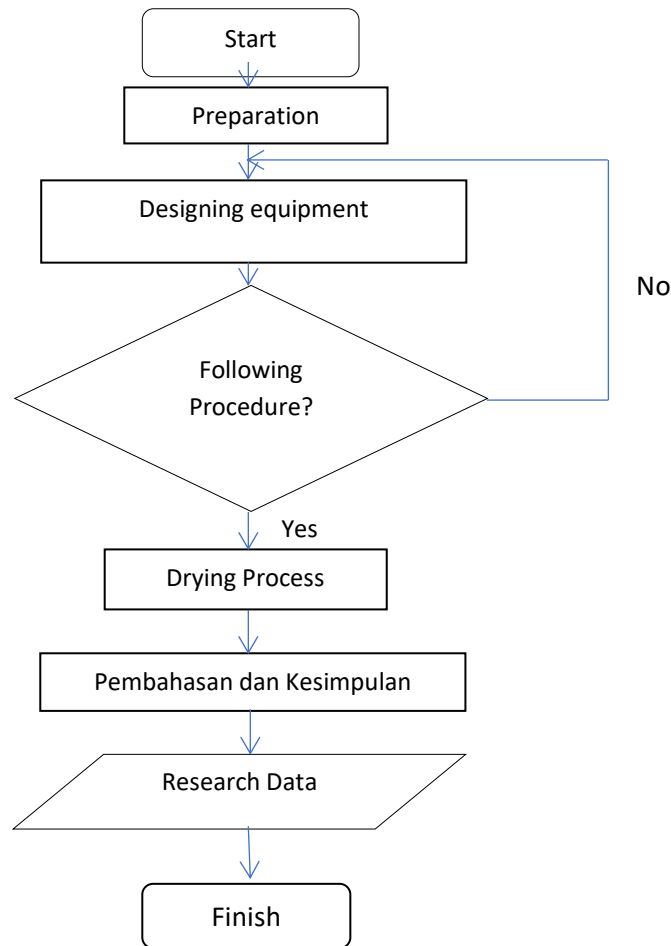 Start
Preparation
Designing equipment
No
Following
Procedure?
Yes
Drying Process
Pembahasan dan Kesimpulan
Research Data
Finish